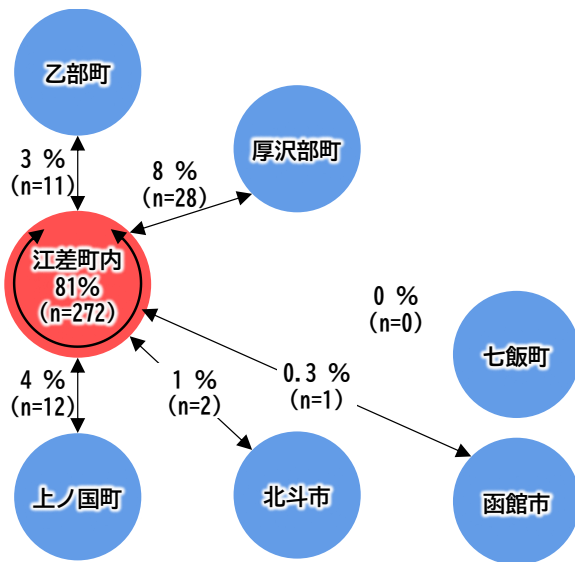 乙部町
3 %
(n=11)
8 %
(n=28)
厚沢部町
江差町内
81%
(n=272)
0 %
(n=0)
七飯町
4 %
(n=12)
1 %
(n=2)
0.3 %
(n=1)
上ノ国町
北斗市
函館市